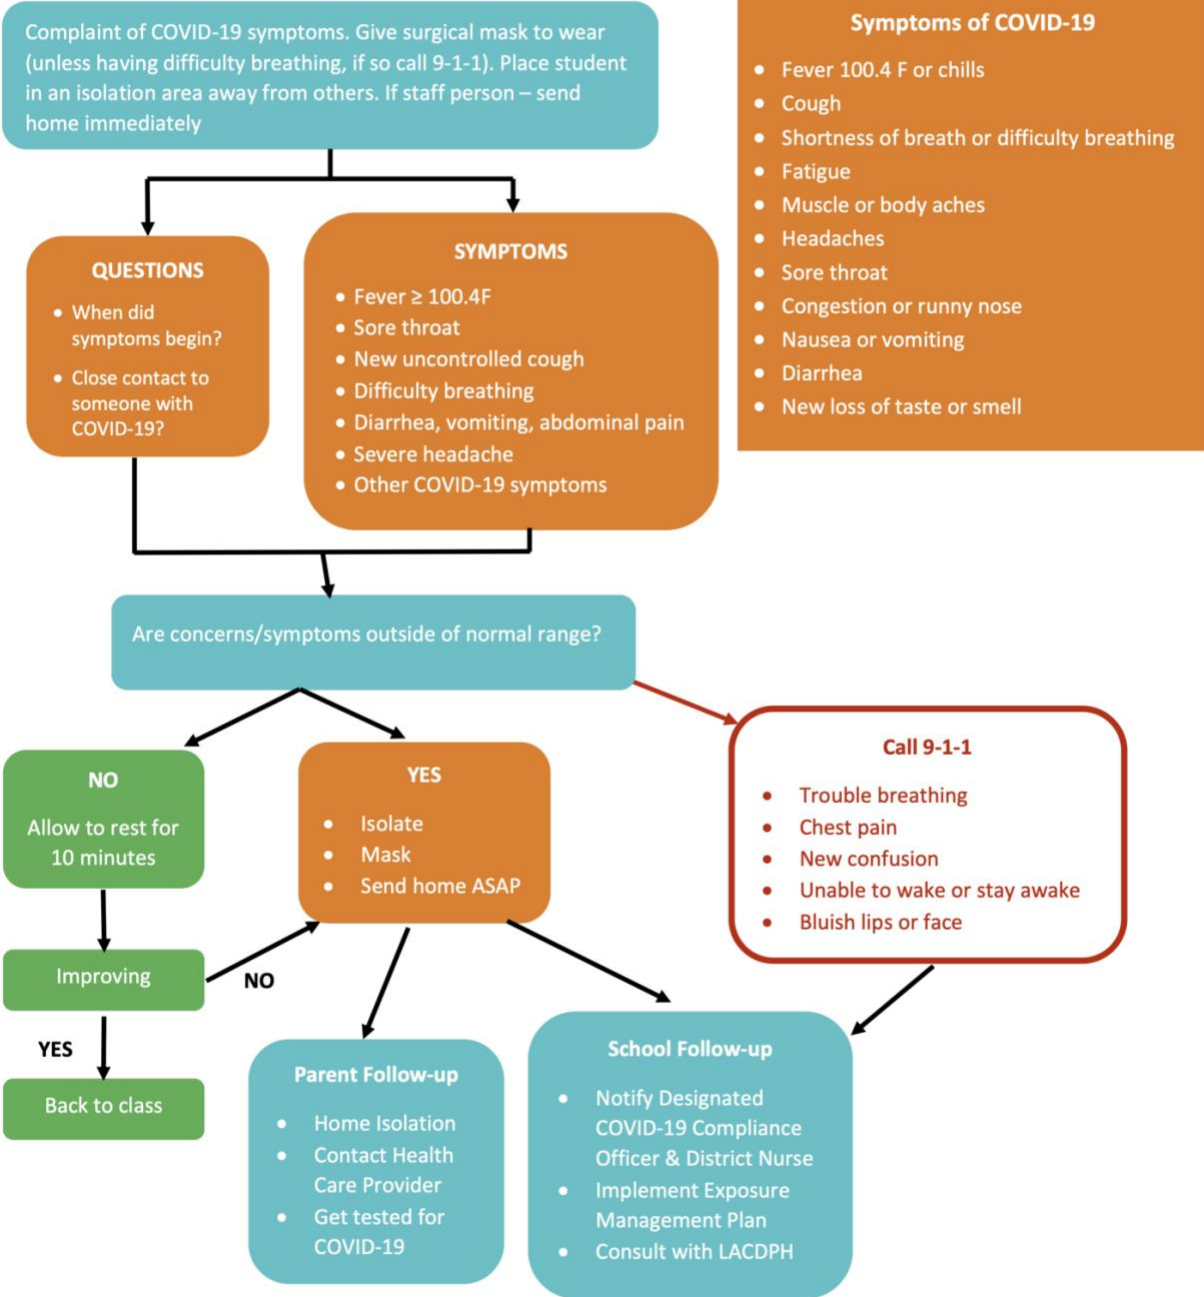 Complaint of COVID-19 symptoms. Give surgical mask to wear
(unless having difficulty breathing, if so call 9-1-1). Place student
in an isolation area away from others. If staff person – send
home immediately
Symptoms of COVID-19
• Fever 100.4 F or chills
• Cough
• Shortness of breath or difficulty breathing
• Fatigue
• Muscle or body aches
• Headaches
• Sore throat
• Congestion or runny nose
• Nausea or vomiting
• Diarrhea
• New loss of taste or smell
QUESTIONS
• When did
symptoms begin?
• Close contact to
someone with
COVID-19?
SYMPTOMS
• Fever ≥ 100.4F
• Sore throat
• New uncontrolled cough
• Difficulty breathing
• Diarrhea, vomiting, abdominal pain
• Severe headache
• Other COVID-19 symptoms
Are concerns/symptoms outside of normal range?
NO
Allow to rest for
10 minutes
YES
• Isolate
• Mask
• Send home ASAP
Call 9-1-1
• Trouble breathing
• Chest pain
• New confusion
• Unable to wake or stay awake
• Bluish lips or face
Improving
NO
YES
Back to class
Parent Follow-up
• Home Isolation
• Contact Health
Care Provider
• Get tested for
COVID-19
School Follow-up
• Notify Designated
COVID-19 Compliance
Officer & District Nurse
• Implement Exposure
Management Plan
• Consult with LACDPH